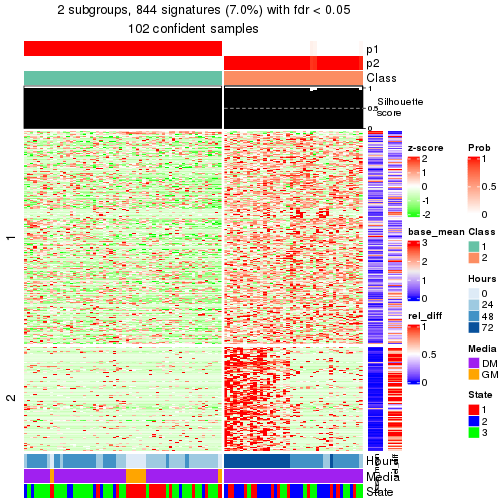 2 subgroups, 844 signatures (7.0%) with fdr < 0.05
102 confident samples
p1
p2
Class
1
0.5
0
Silhouette
score
1
2
z-score
2
1
0
-1
-2
base_mean
3
2
1
0
rel_diff
1
0.5
0
Prob
1
0.5
0
Class
1
2
Hours
0
24
48
72
Media
DM
GM
State
1
2
3
Hours
Media
State